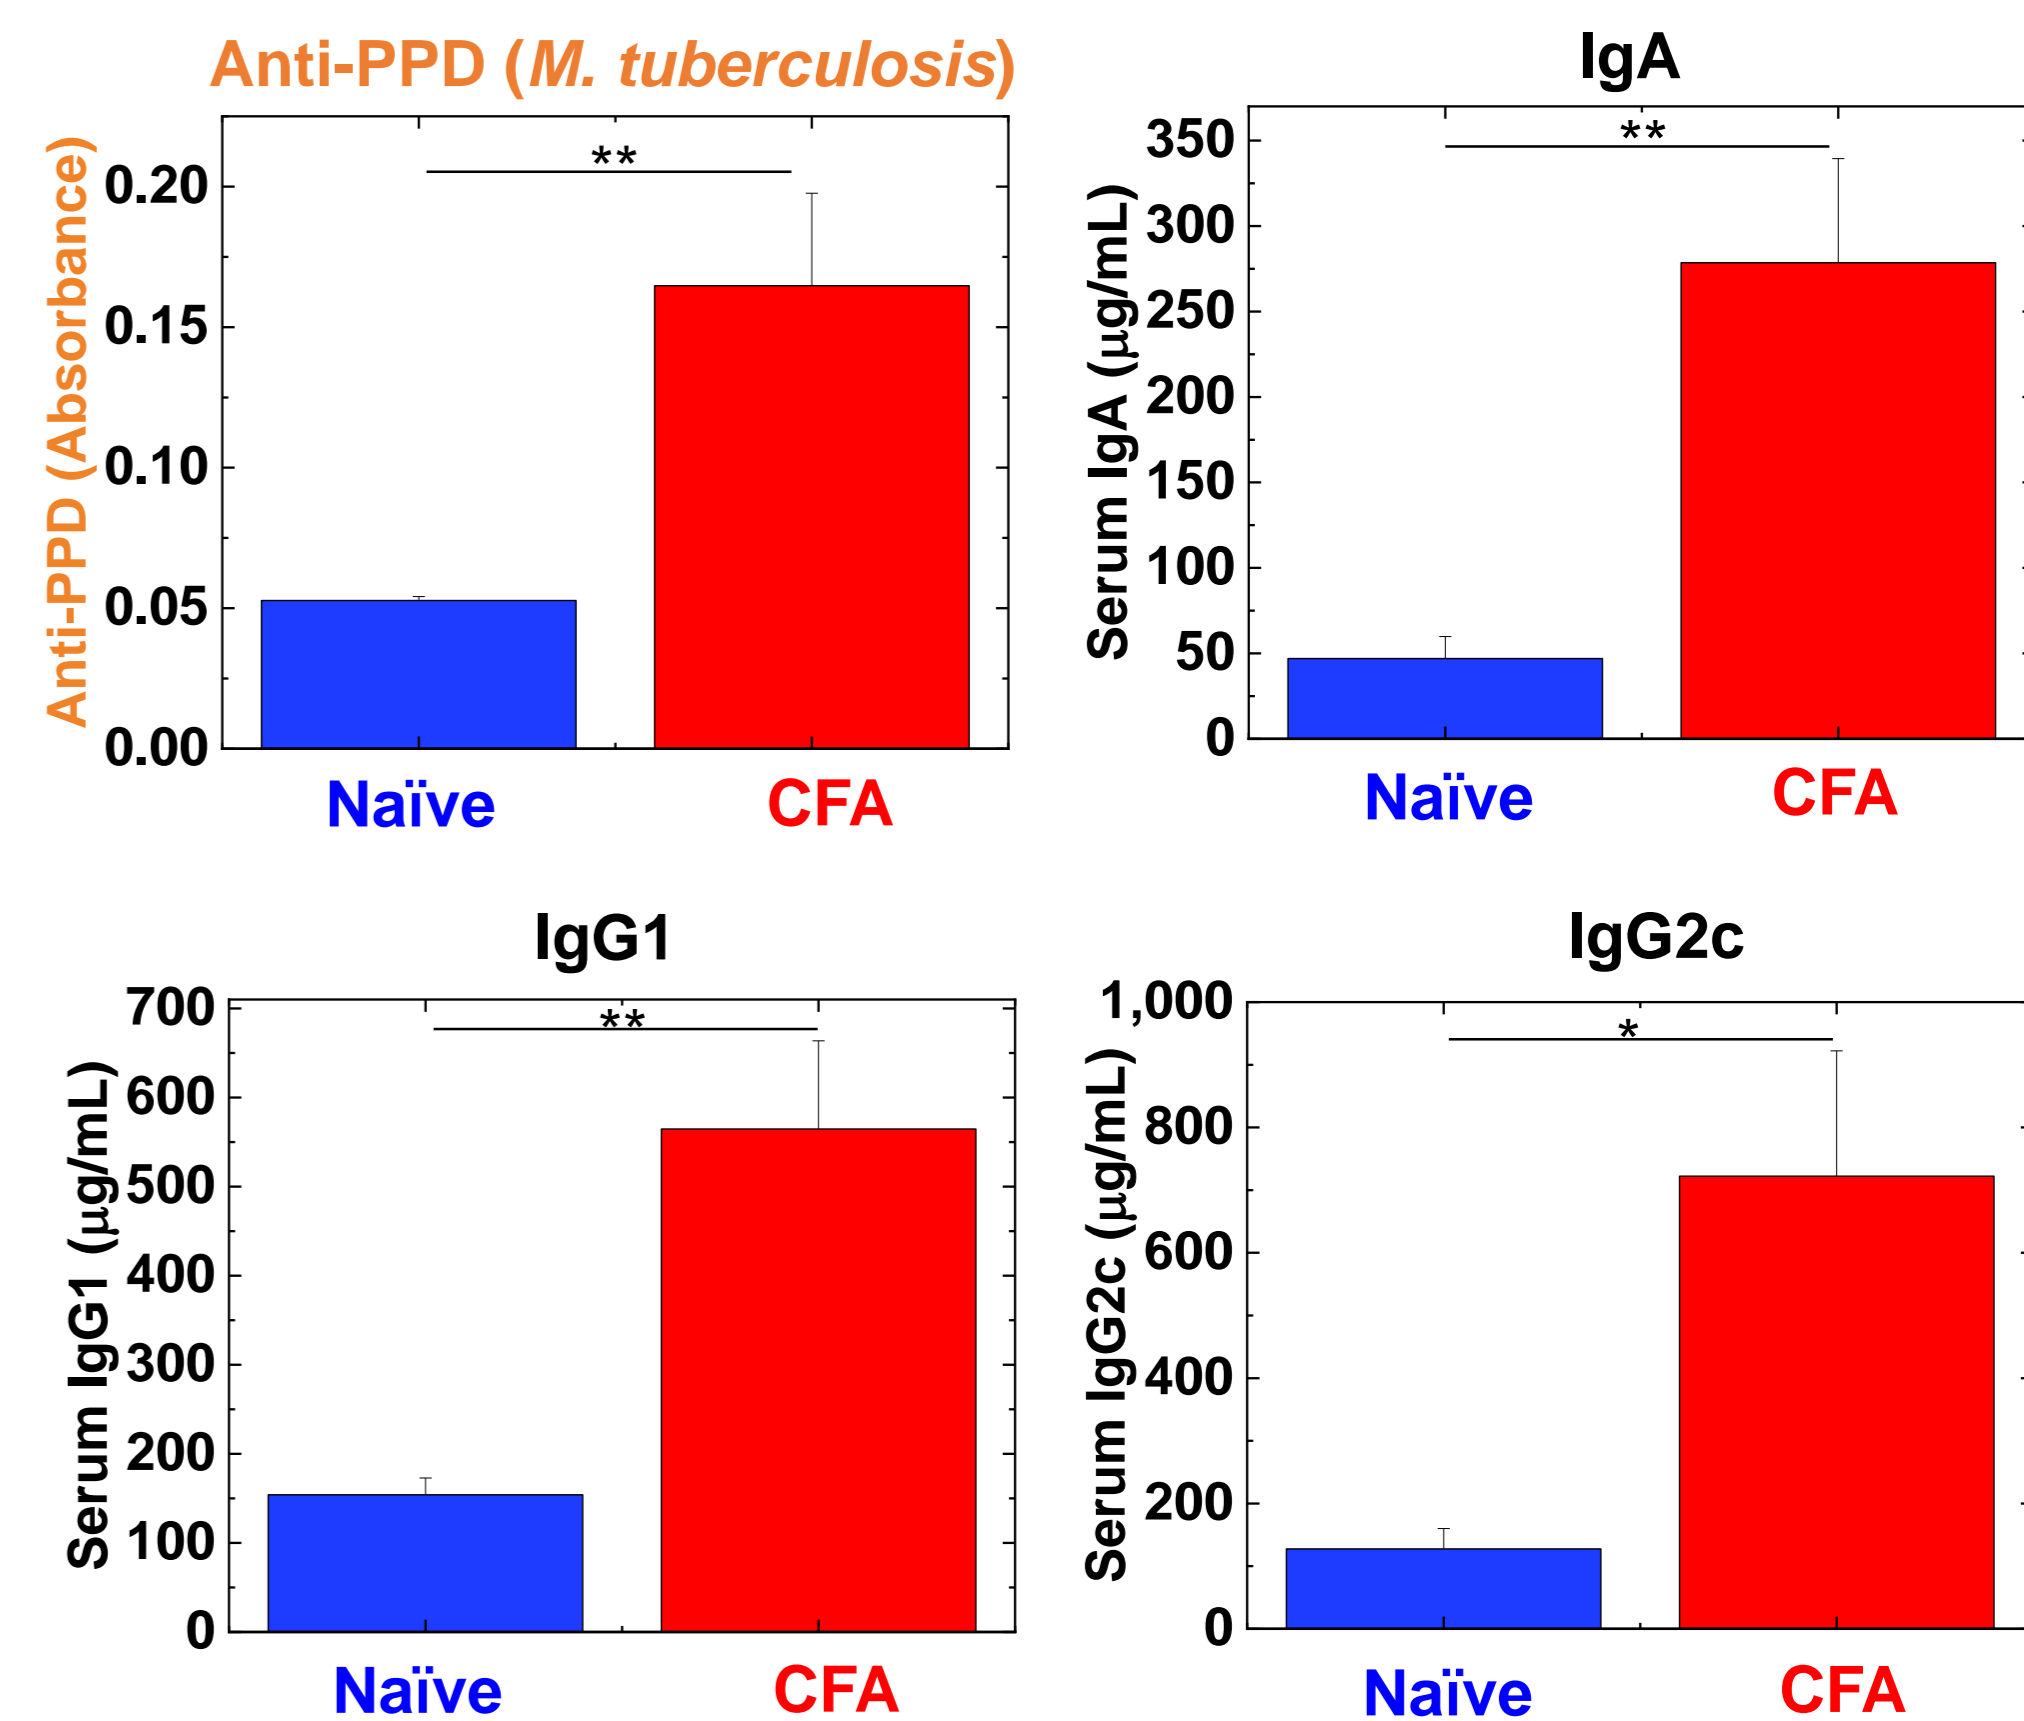 Anti-PPD (M. tuberculosis)
Anti-PPD (Absorbance)
0.20
0.15
0.10
0.05
0.00
**
Naïve CFA
IgA
Serum IgA (μg/mL)
350
300
250
200
150
100
50
0
**
Naïve CFA
IgG1
Serum IgG1 (μg/mL)
700
600
500
400
300
200
100
0
**
Naïve CFA
IgG2c
Serum IgG2c (μg/mL)
1,000
800
600
400
200
0
*
Naïve CFA